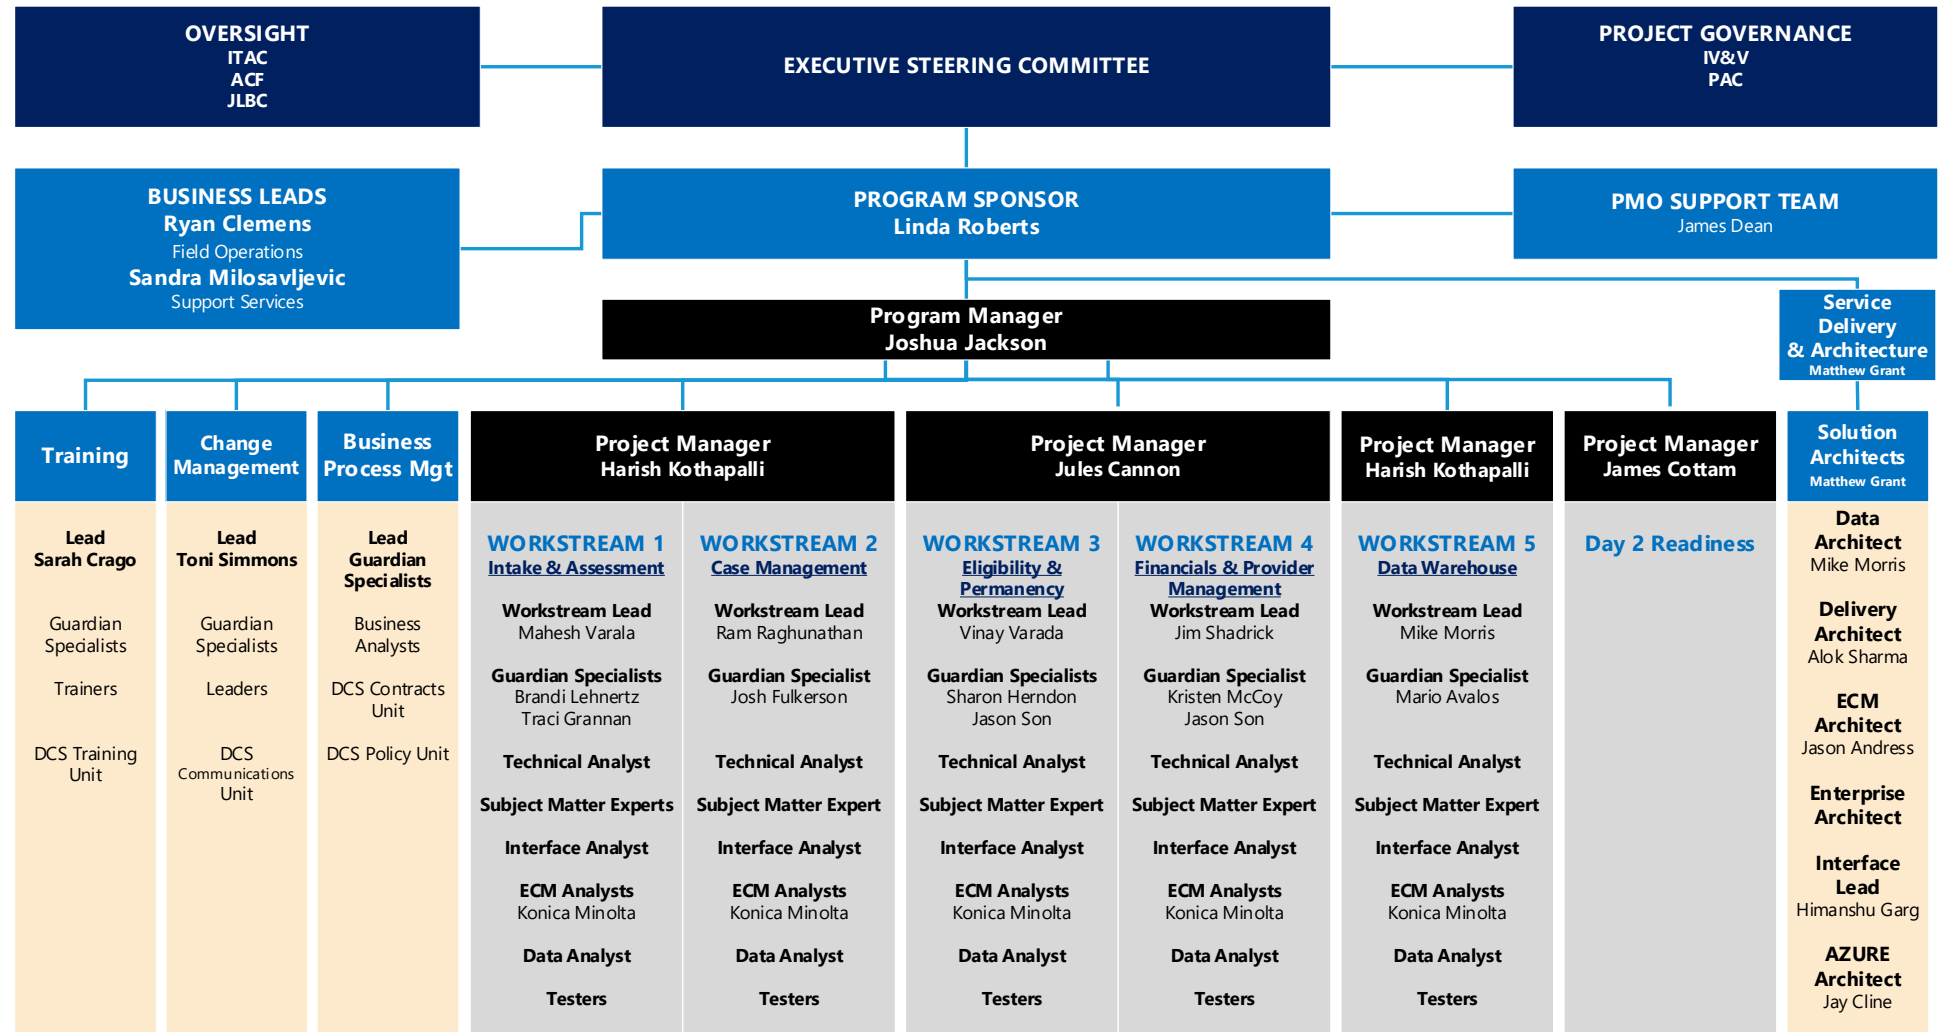 OVERSIGHT
ITAC
ACF
JLBC
EXECUTIVE STEERING COMMITTEE
PROJECT GOVERNANCE
IV&V
PAC
BUSINESS LEADS
Ryan Clemens
Field Operations
Sandra Milosavljevic
Support Services
PROGRAM SPONSOR
Linda Roberts
PMO SUPPORT TEAM
James Dean
Program Manager
Joshua Jackson
Service
Delivery
& Architecture
Matthew Grant
Training
Change
Management
Business
Process Mgt
Project Manager
Harish Kothapalli
Project Manager
Jules Cannon
Project Manager
Harish Kothapalli
Project Manager
James Cottam
Solution
Architects
Matthew Grant
Lead
Sarah Crago
Guardian
Specialists
Trainers
DCS Training
Unit
Lead
Toni Simmons
Guardian
Specialists
Leaders
DCS
Communications
Unit
Lead
Guardian
Specialists
Business
Analysts
DCS Contracts
Unit
DCS Policy Unit
WORKSTREAM 1
Intake & Assessment
Workstream Lead
Mahesh Varala
Guardian Specialists
Brandi Lehnertz
Traci Grannan
Technical Analyst
Subject Matter Experts
Interface Analyst
ECM Analysts
Konica Minolta
Data Analyst
Testers
WORKSTREAM 2
Case Management
Workstream Lead
Ram Raghunathan
Guardian Specialist
Josh Fulkerson
Technical Analyst
Subject Matter Expert
Interface Analyst
ECM Analysts
Konica Minolta
Data Analyst
Testers
WORKSTREAM 3
Eligibility &
Permanency
Workstream Lead
Vinay Varada
Guardian Specialists
Sharon Herndon
Jason Son
Technical Analyst
Subject Matter Expert
Interface Analyst
ECM Analysts
Konica Minolta
Data Analyst
Testers
WORKSTREAM 4
Financials & Provider
Management
Workstream Lead
Jim Shadrick
Guardian Specialist
Kristen McCoy
Jason Son
Technical Analyst
Subject Matter Expert
Interface Analyst
ECM Analysts
Konica Minolta
Data Analyst
Testers
WORKSTREAM 5
Data Warehouse
Workstream Lead
Mike Morris
Guardian Specialist
Mario Avalos
Technical Analyst
Subject Matter Expert
Interface Analyst
ECM Analysts
Konica Minolta
Data Analyst
Testers
Day 2 Readiness
Data
Architect
Mike Morris
Delivery
Architect
Alok Sharma
ECM
Architect
Jason Andress
Enterprise
Architect
Interface
Lead
Himanshu Garg
AZURE
Architect
Jay Cline